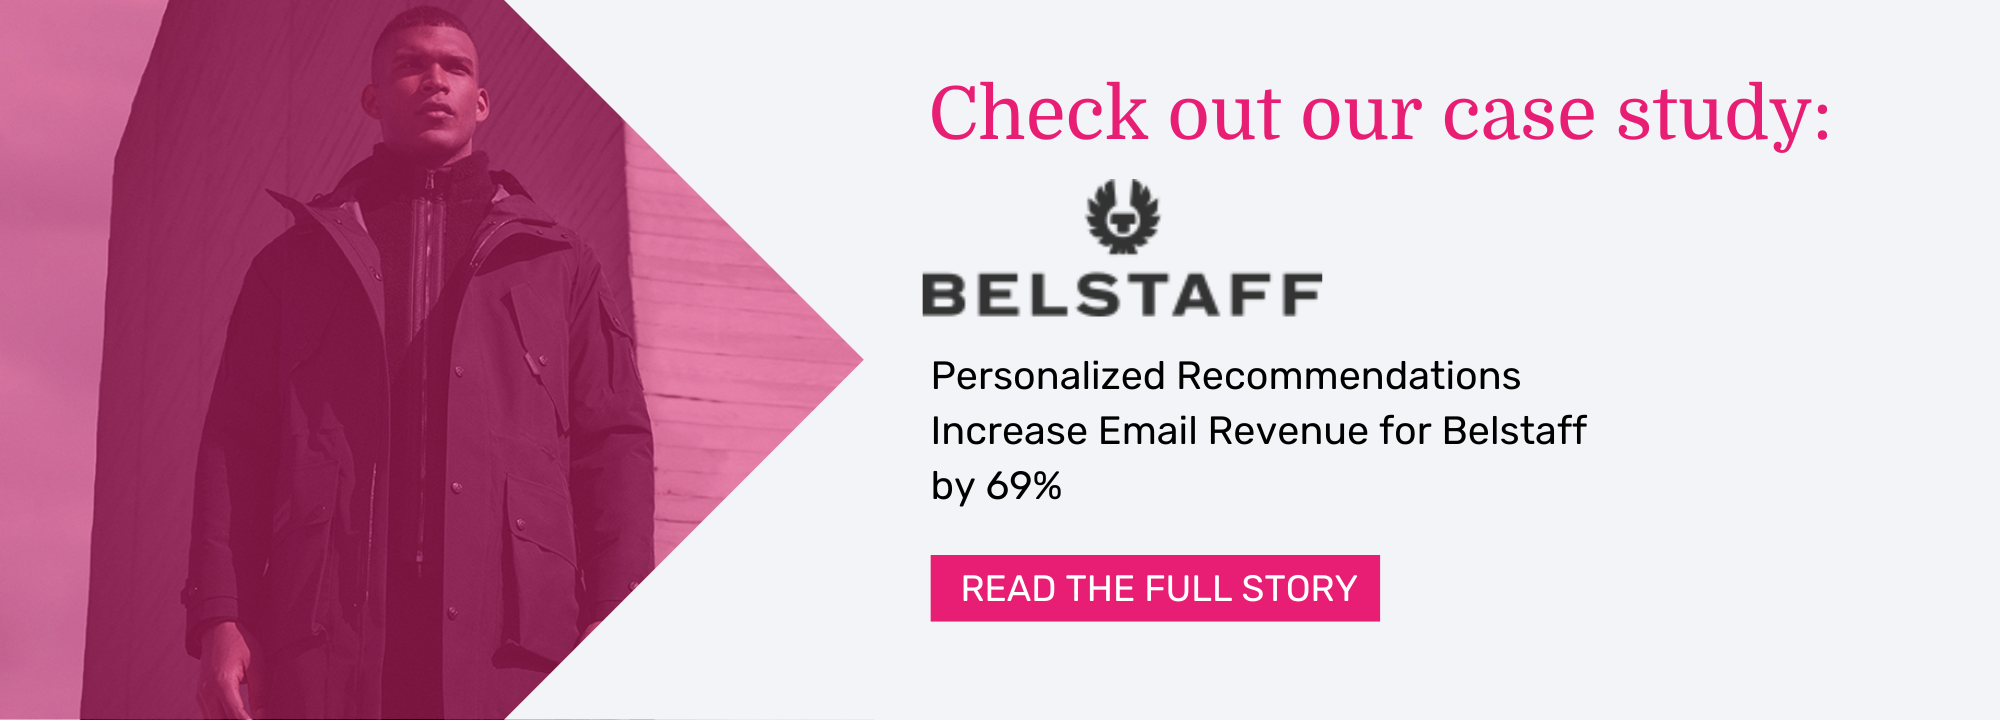 Check out our case study:
BELSTAFF
Personalized Recommendations
Increase Email Revenue for Belstaff
by 69%
READ THE FULL STORY